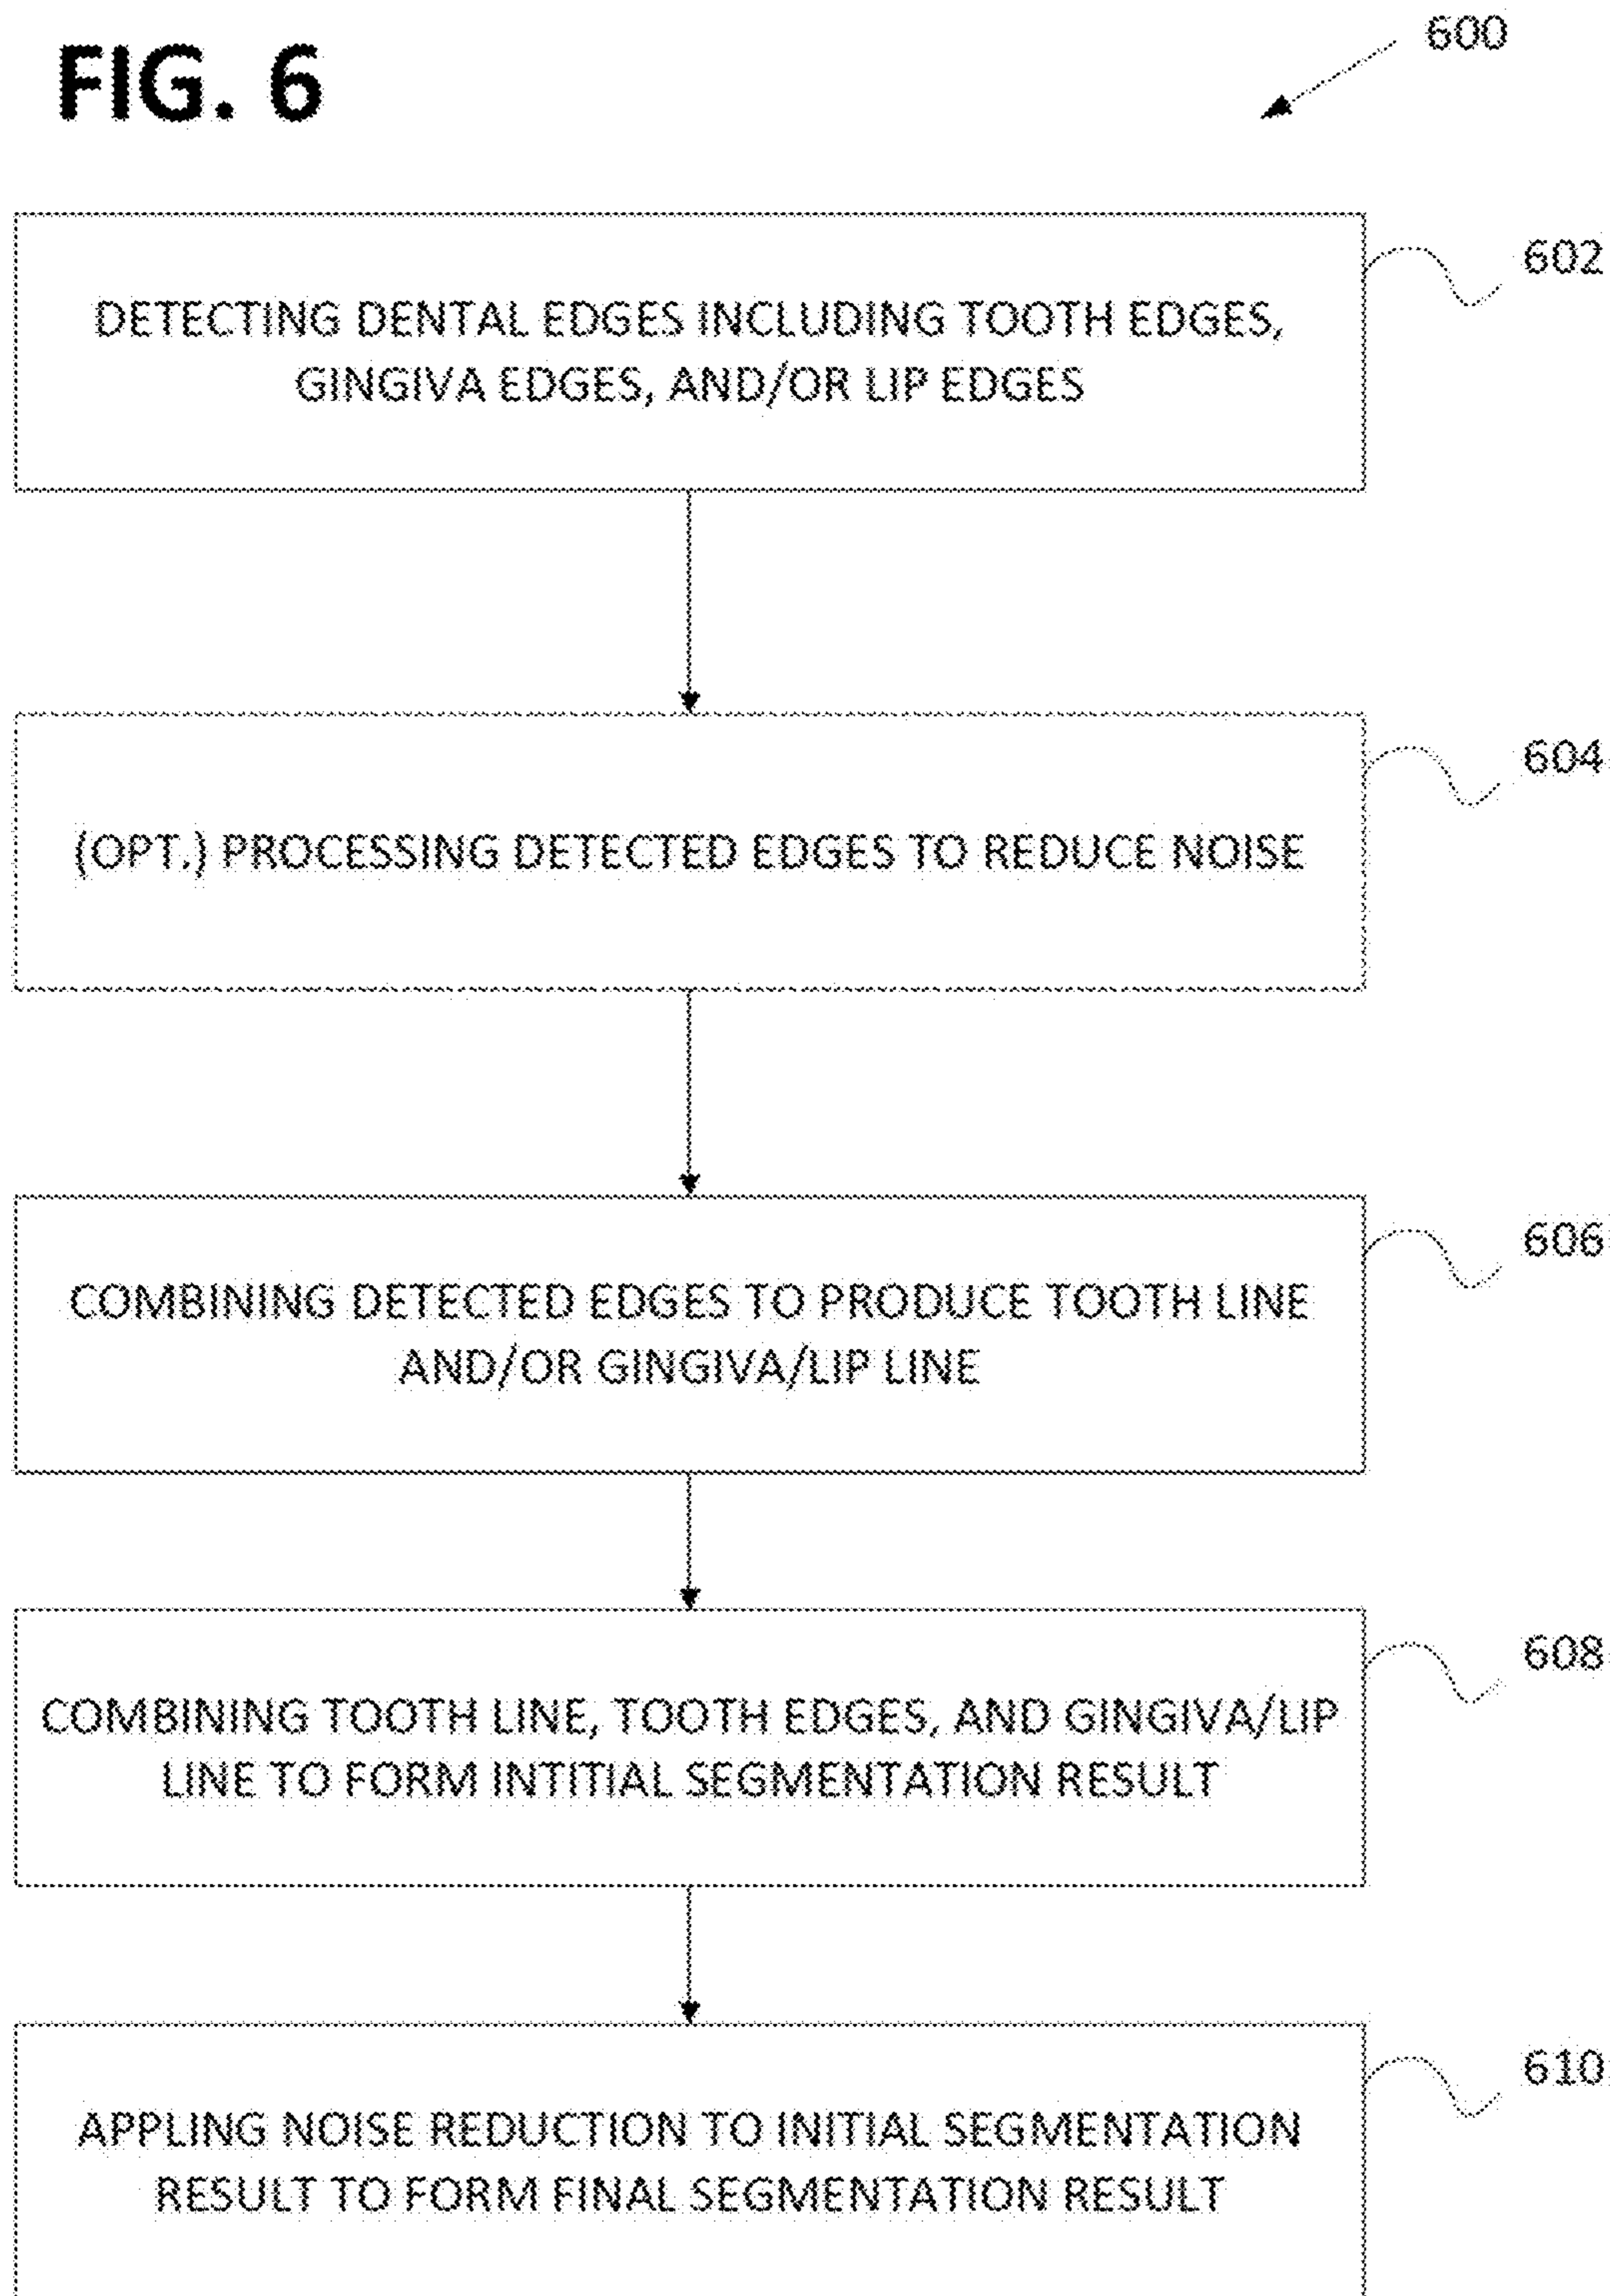 FIG. 6
600
602
DETECTING DENTAL EDGES INCLUDING TOOTH EDGES,
GINGIVA EDGES, AND/OR LIP EDGES
604
(OPT.) PROCESSING DETECTED EDGES TO REDUCE NOISE
606
COMBINING DETECTED EDGES TO PRODUCE TOOTH LINE
AND/OR GINGIVA/LIP LINE
608
COMBINING TOOTH LINE, TOOTH EDGES, AND GINGIVA/LIP
LINE TO FORM INTITIAL SEGMENTATION RESULT
610
APPLING NOISE REDUCTION TO INITIAL SEGMENTATION
RESULT TO FORM FINAL SEGMENTATION RESULT